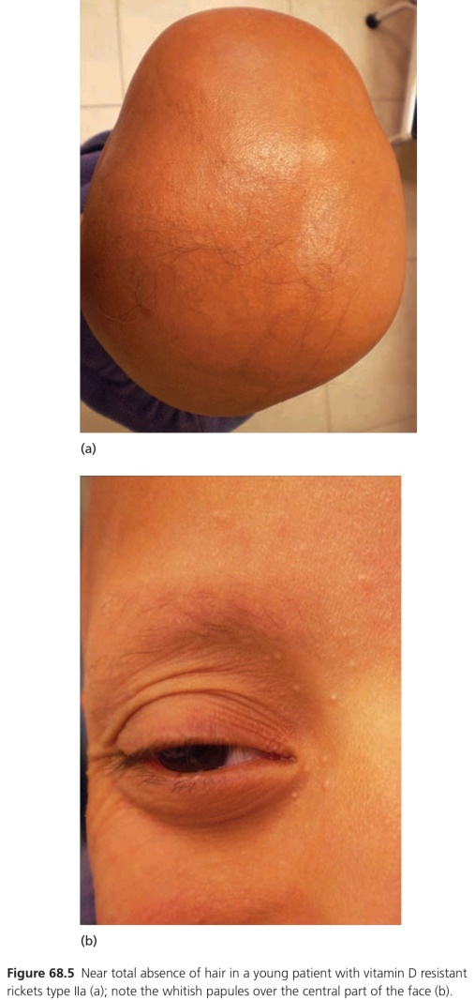 (a)
(b)
Figure 68.5 Near total absence of hair in a young patient with vitamin D resistant
rickets type IIa (a); note the whitish papules over the central part of the face (b).